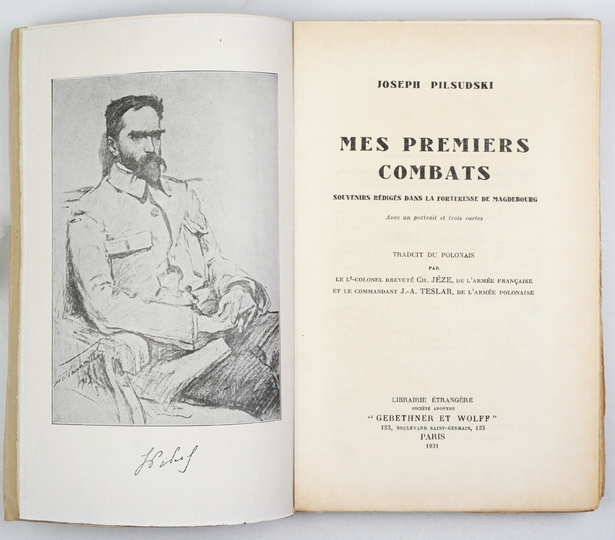 JOSEPH PILSUDSKI
MES PREMIERS
COMBATS
SOUVENIRS RÉDIGÉS DANS LA FORTERESSE DE MAGDEBOURG
Avec un portrait et trois cartes
TRADUIT DU POLONAIS
PAR
LE Lt-COLONEL BREVETÉ CH. JÈZE, DE L'ARMÉE FRANÇAISE
ET LE COMMANDANT J.-A. TESLAR, DE L'ARMÉE POLONAISE
LIBRAIRIE ÉTRANGÈRE
SOCIÉTÉ ANONYME
"GEBETHNER ET WOLFF"
123, BOULEVARD SAINT-GERMAIN, 123
PARIS
1931